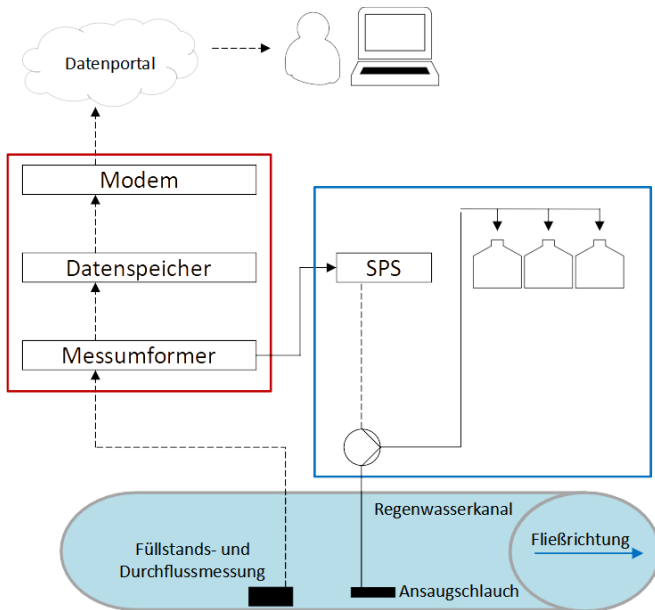 Datenportal
Modem
Datenspeicher
SPS
Messumformer
Regenwasserkanal
Fließrichtung
Füllstands- und
Durchflussmessung
Ansaugschlauch